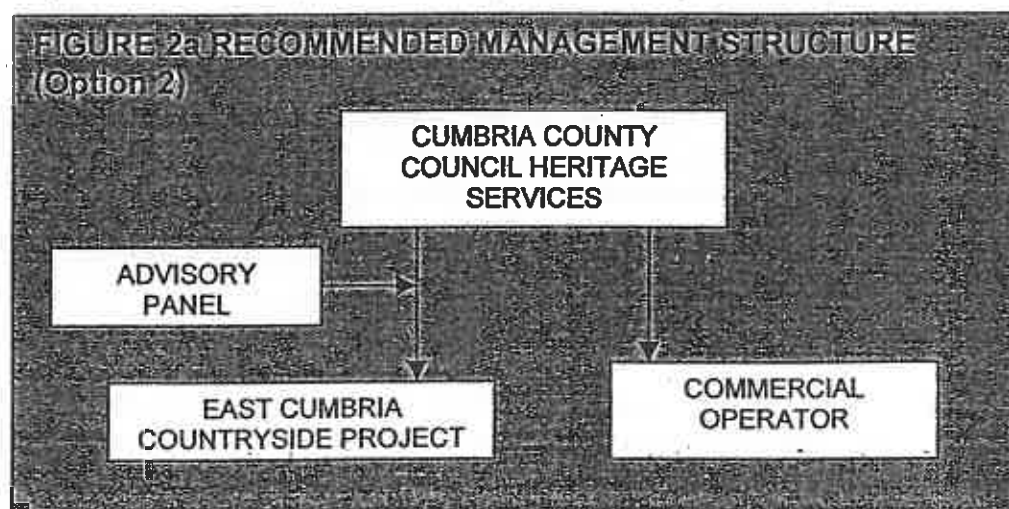 FIGURE 2a RECOMMENDED MANAGEMENT STRUCTURE
(Option 2)
CUMBRIA COUNTY
COUNCIL HERITAGE
SERVICES
ADVISORY
PANEL
EAST CUMBRIA
COUNTRYSIDE PROJECT
COMMERCIAL
OPERATOR